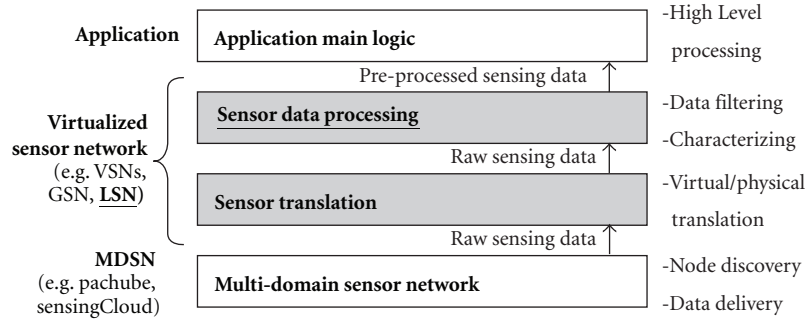 Application
Application main logic
-High Level
processing
Pre-processed sensing data
Virtualized
sensor network
(e.g. VSNs,
GSN, LSN)
Sensor data processing
-Data filtering
-Characterizing
Raw sensing data
Sensor translation
-Virtual/physical
translation
Raw sensing data
MDSN
(e.g. pachube,
sensingCloud)
Multi-domain sensor network
-Node discovery
-Data delivery